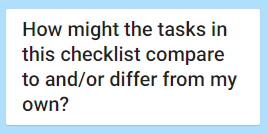 How might the tasks in
this checklist compare
to and/or differ from my
own?